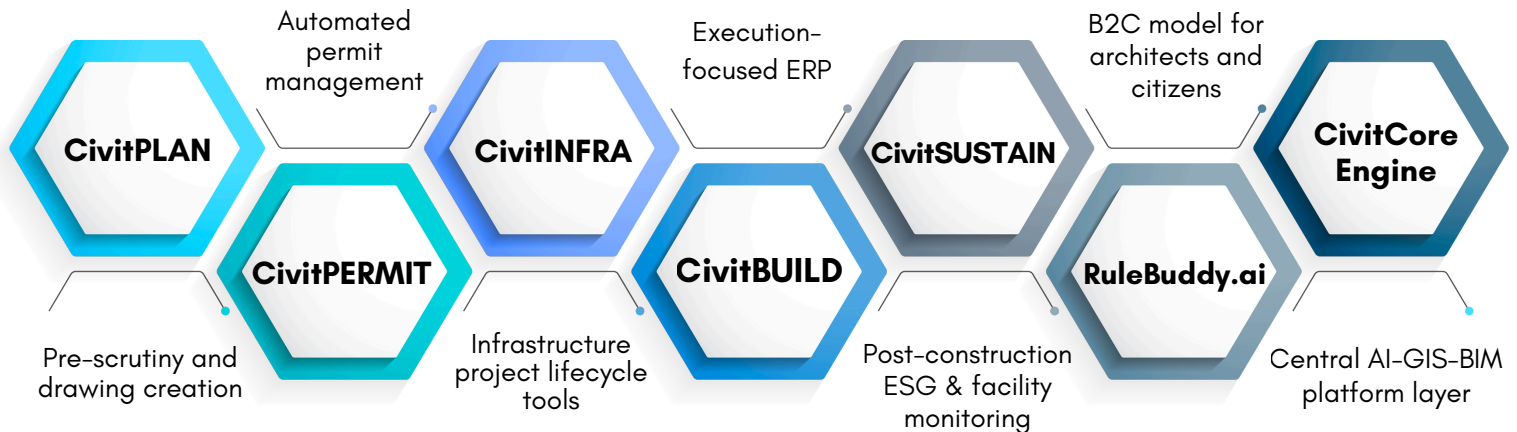 CivitPLAN
Pre-scrutiny and
drawing creation
Automated
permit
management
CivitPERMIT
CivitINFRA
Infrastructure
project lifecycle
tools
Execution-
focused ERP
CivitBUILD
CivitSUSTAIN
Post-construction
ESG & facility
monitoring
B2C model for
architects and
citizens
RuleBuddy.ai
CivitCore
Engine
Central AI-GIS-BIM
platform layer